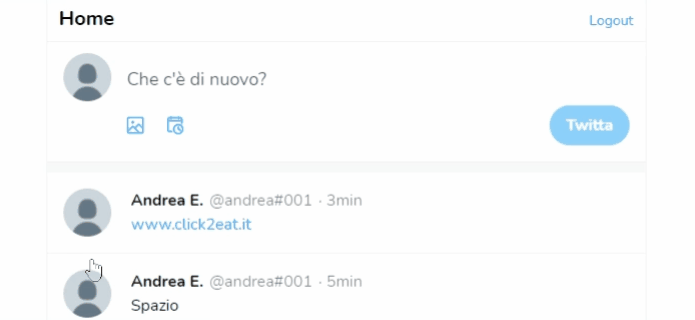 Home
Logout
Che c'è di nuovo?
Twitta
Andrea E. @andrea#001 · 3min
www.click2eat.it
Andrea E. @andrea#001 · 5min
Spazio